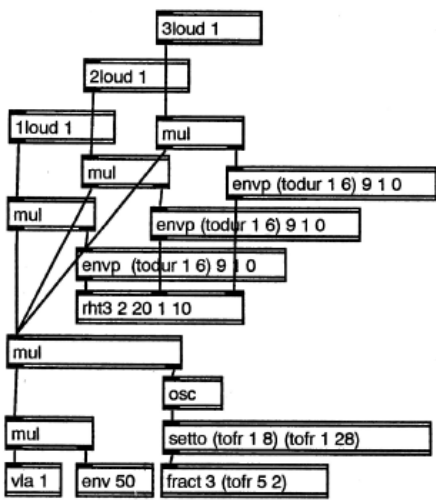 3loud 1
2loud 1
1loud 1
mul
mul
envp (todur 1 6) 9 1 0
mul
envp (todur 1 6) 9 1 0
envp (todur 1 6) 9 1 0
rht3 2 20 1 10
mul
osc
mul
setto (tofr 1 8) (tofr 1 28)
vla 1
env 50
fract 3 (tofr 5 2)